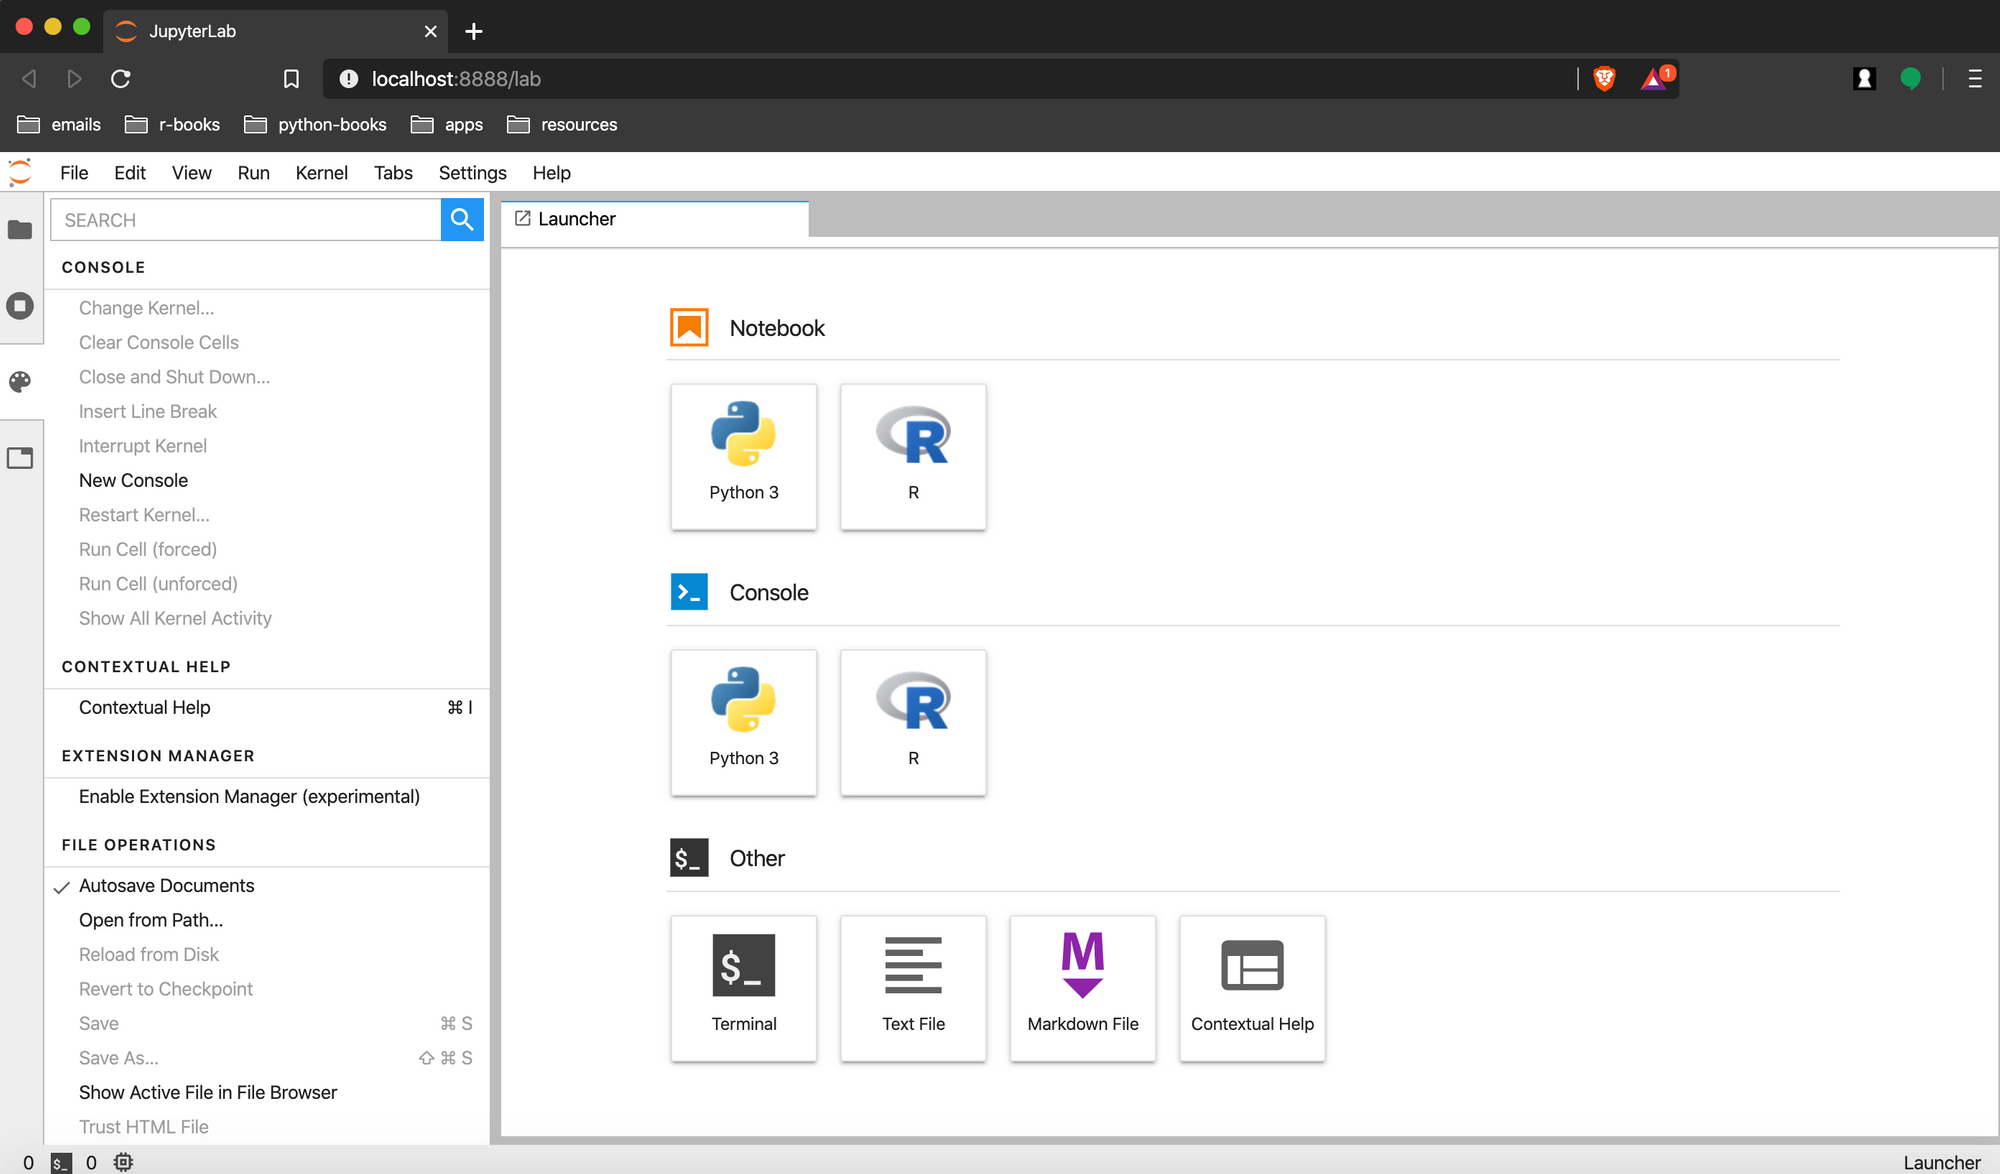 JupyterLab
localhost:8888/lab
1
emails r-books python-books apps resources
File Edit View Run Kernel Tabs Settings Help
SEARCH
CONSOLE
Change Kernel...
Clear Console Cells
Close and Shut Down...
Insert Line Break
Interrupt Kernel
New Console
Restart Kernel...
Run Cell (forced)
Run Cell (unforced)
Show All Kernel Activity
CONTEXTUAL HELP
Contextual Help ⌘ I
EXTENSION MANAGER
Enable Extension Manager (experimental)
FILE OPERATIONS
Autosave Documents
Open from Path...
Reload from Disk
Revert to Checkpoint
Save ⌘ S
Save As... ⇧ ⌘ S
Show Active File in File Browser
Trust HTML File
Launcher
Notebook
Python 3
R
Console
Python 3
R
$_ Other
$_
Terminal
Text File
M
Markdown File
Contextual Help
0 $_ 0
Launcher